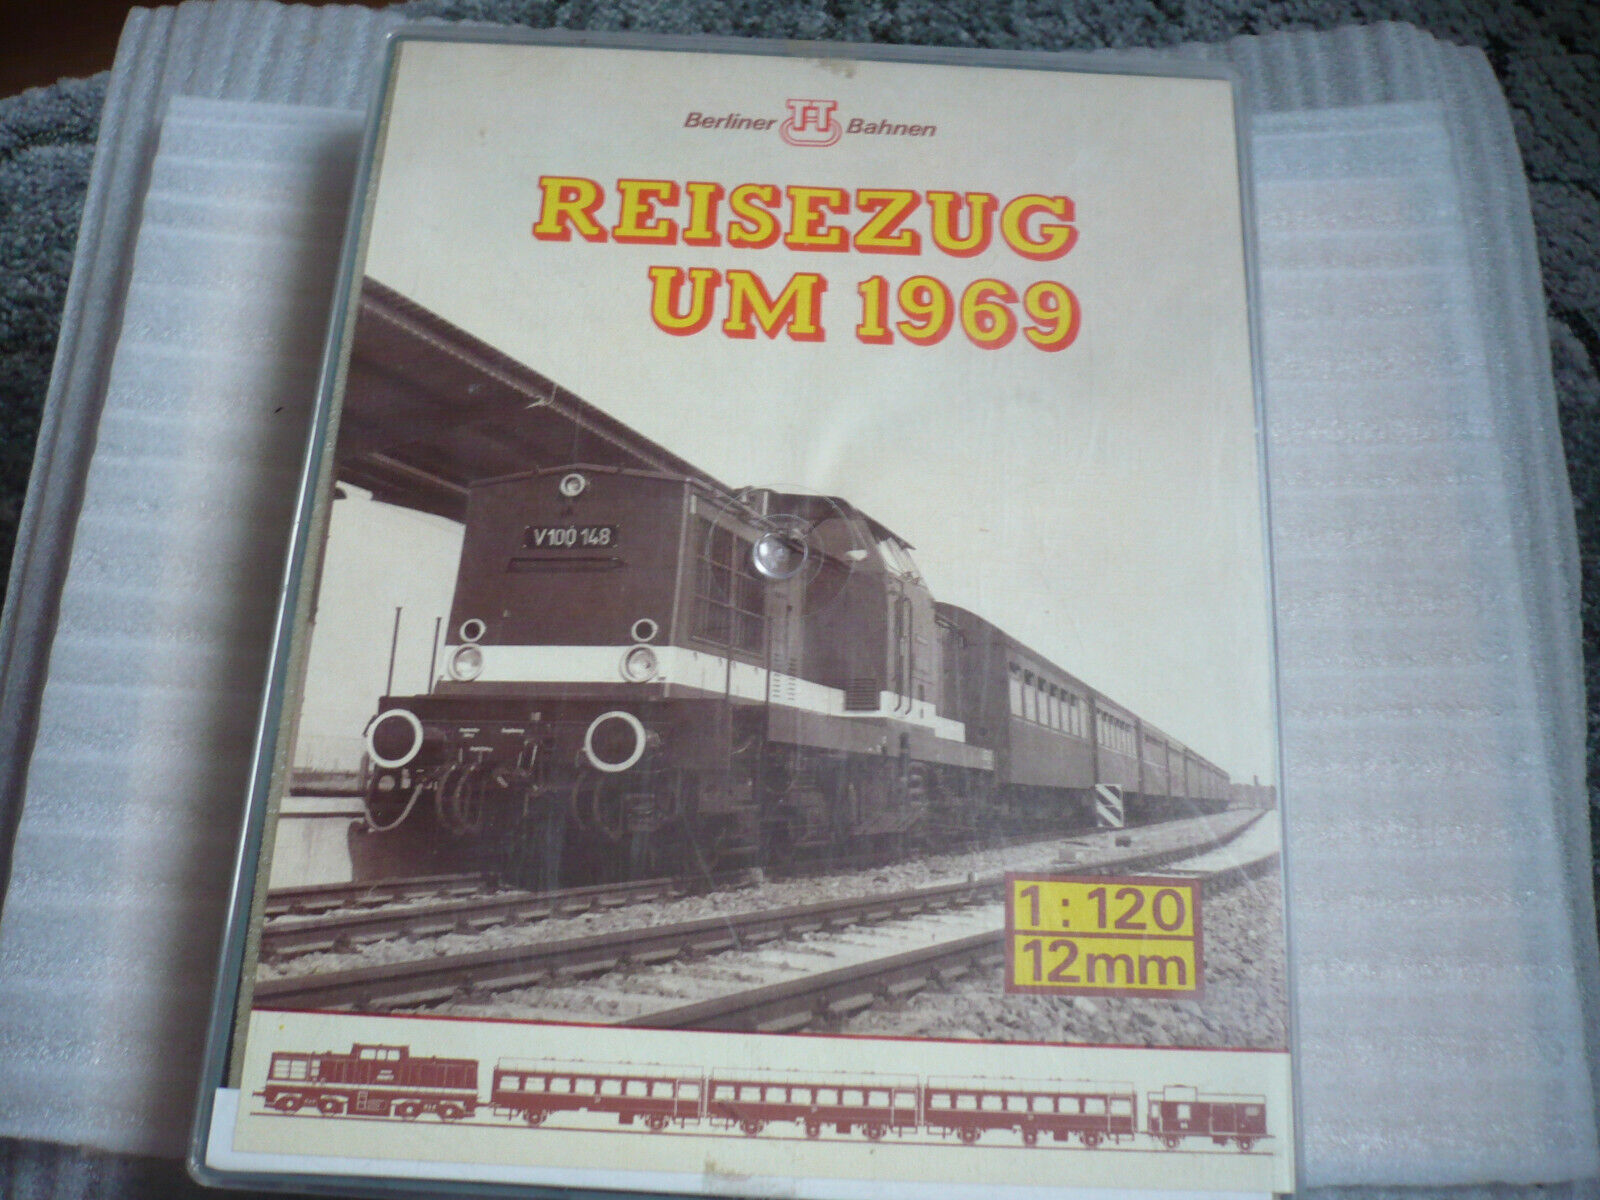 Berliner TT Bahnen
REISEZUG
UM 1969
V100 148
1:120
12mm